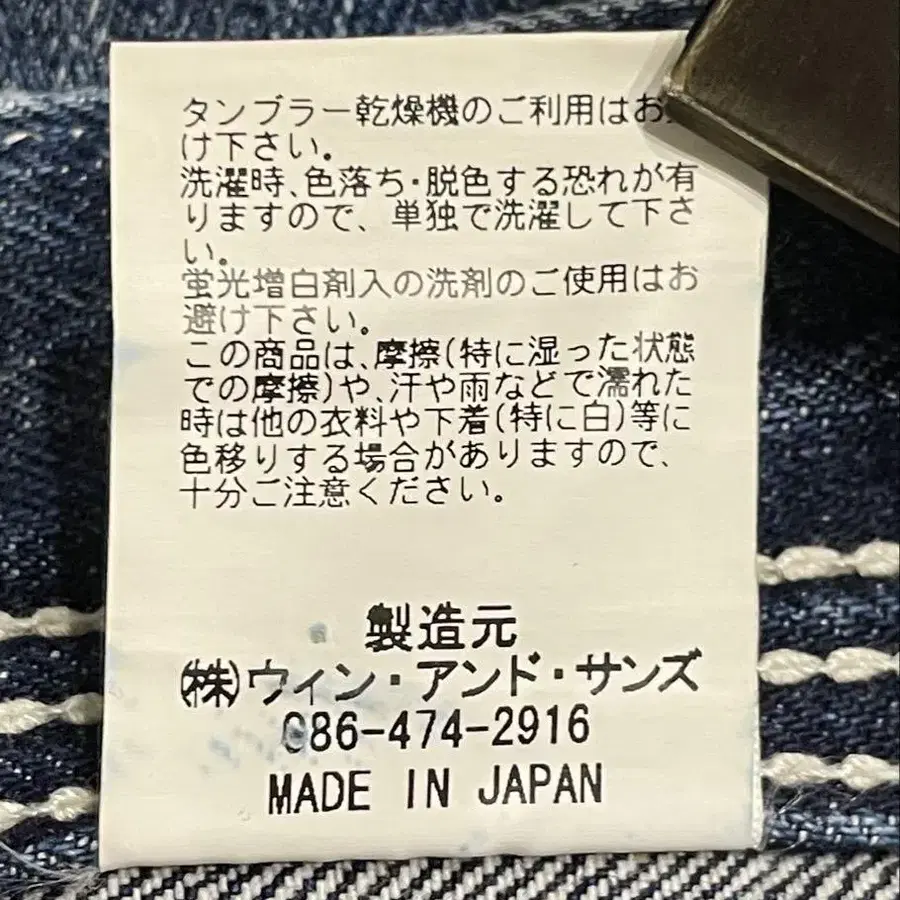 タンブラー乾燥機のご利用はお
け下さい。
洗濯時、色落ち・脱色する恐れが有
りますので、単独で洗濯して下さ
い。
蛍光増白剤入の洗剤のご使用はお
避け下さい。
この商品は、摩擦(特に湿った状態
での摩擦)や、汗や雨などで濡れた
時は他の衣料や下着(特に白)等に
色移りする場合がありますので、
十分ご注意ください。
製造元
㈱ウィン・アンド・サンズ
086-474-2916
MADE IN JAPAN